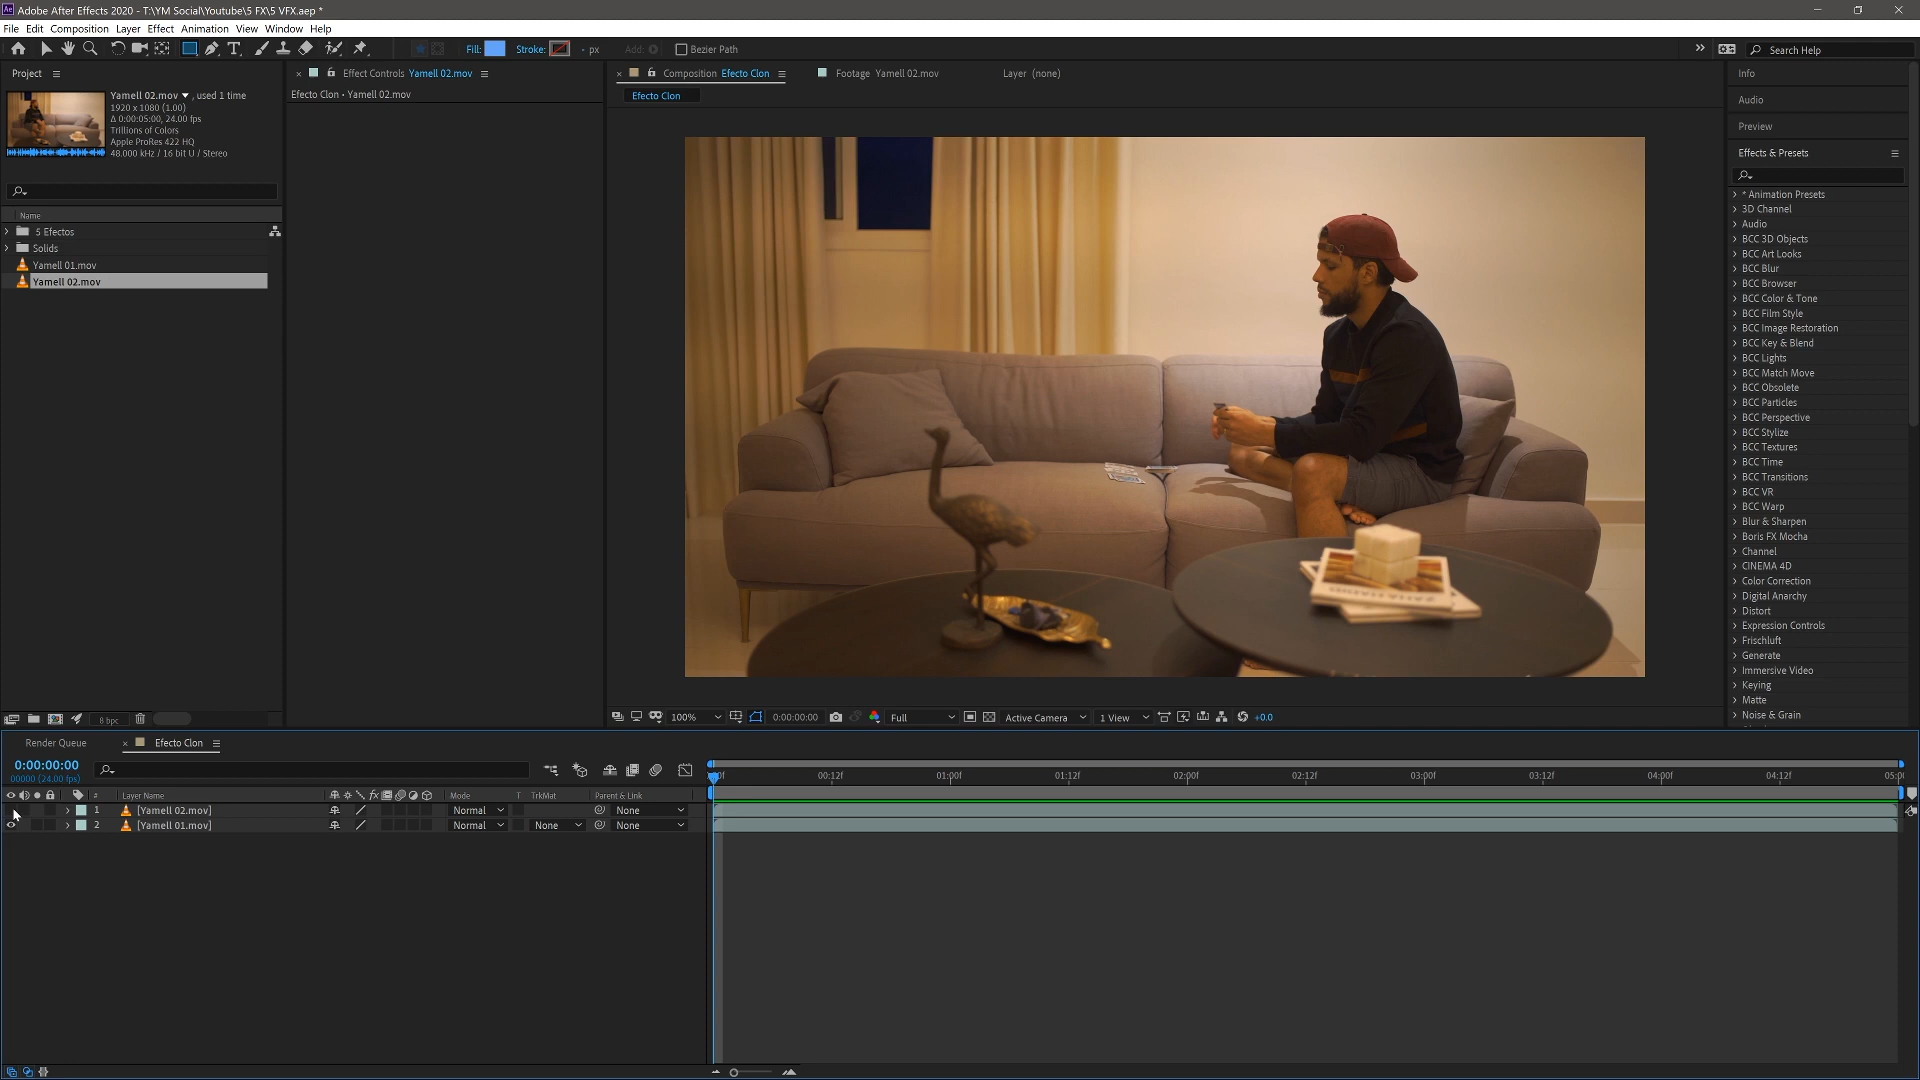 Adobe After Effects 2020 - T:\YM Social\Youtube\5 FX\5 VFX.aep *
File Edit Composition Layer Effect Animation View Window Help
Fill: Stroke: - px Add: Bezier Path
Search Help
Project
Yamell 02.mov , used 1 time
1920 x 1080 (1.00)
Δ 0:00:05:00, 24.00 fps
Trillions of Colors
Apple ProRes 422 HQ
48.000 kHz / 16 bit U / Stereo
Name
5 Efectos
Solids
Yamell 01.mov
Yamell 02.mov
8 bpc
Effect Controls Yamell 02.mov
Efecto Clon • Yamell 02.mov
Composition Efecto Clon
Footage Yamell 02.mov
Layer (none)
Efecto Clon
100% 0:00:00:00 Full Active Camera 1 View +0.0
Info
Audio
Preview
Effects & Presets
* Animation Presets
3D Channel
Audio
BCC 3D Objects
BCC Art Looks
BCC Blur
BCC Browser
BCC Color & Tone
BCC Film Style
BCC Image Restoration
BCC Key & Blend
BCC Lights
BCC Match Move
BCC Obsolete
BCC Particles
BCC Perspective
BCC Stylize
BCC Textures
BCC Time
BCC Transitions
BCC VR
BCC Warp
Blur & Sharpen
Boris FX Mocha
Channel
CINEMA 4D
Color Correction
Digital Anarchy
Distort
Expression Controls
Frischluft
Generate
Immersive Video
Keying
Matte
Noise & Grain
Render Queue
Efecto Clon
0:00:00:00
00000 (24.00 fps)
# Layer Name Mode T TrkMat Parent & Link
1 [Yamell 02.mov] Normal None
2 [Yamell 01.mov] Normal None None
00:12f 01:00f 01:12f 02:00f 02:12f 03:00f 03:12f 04:00f 04:12f